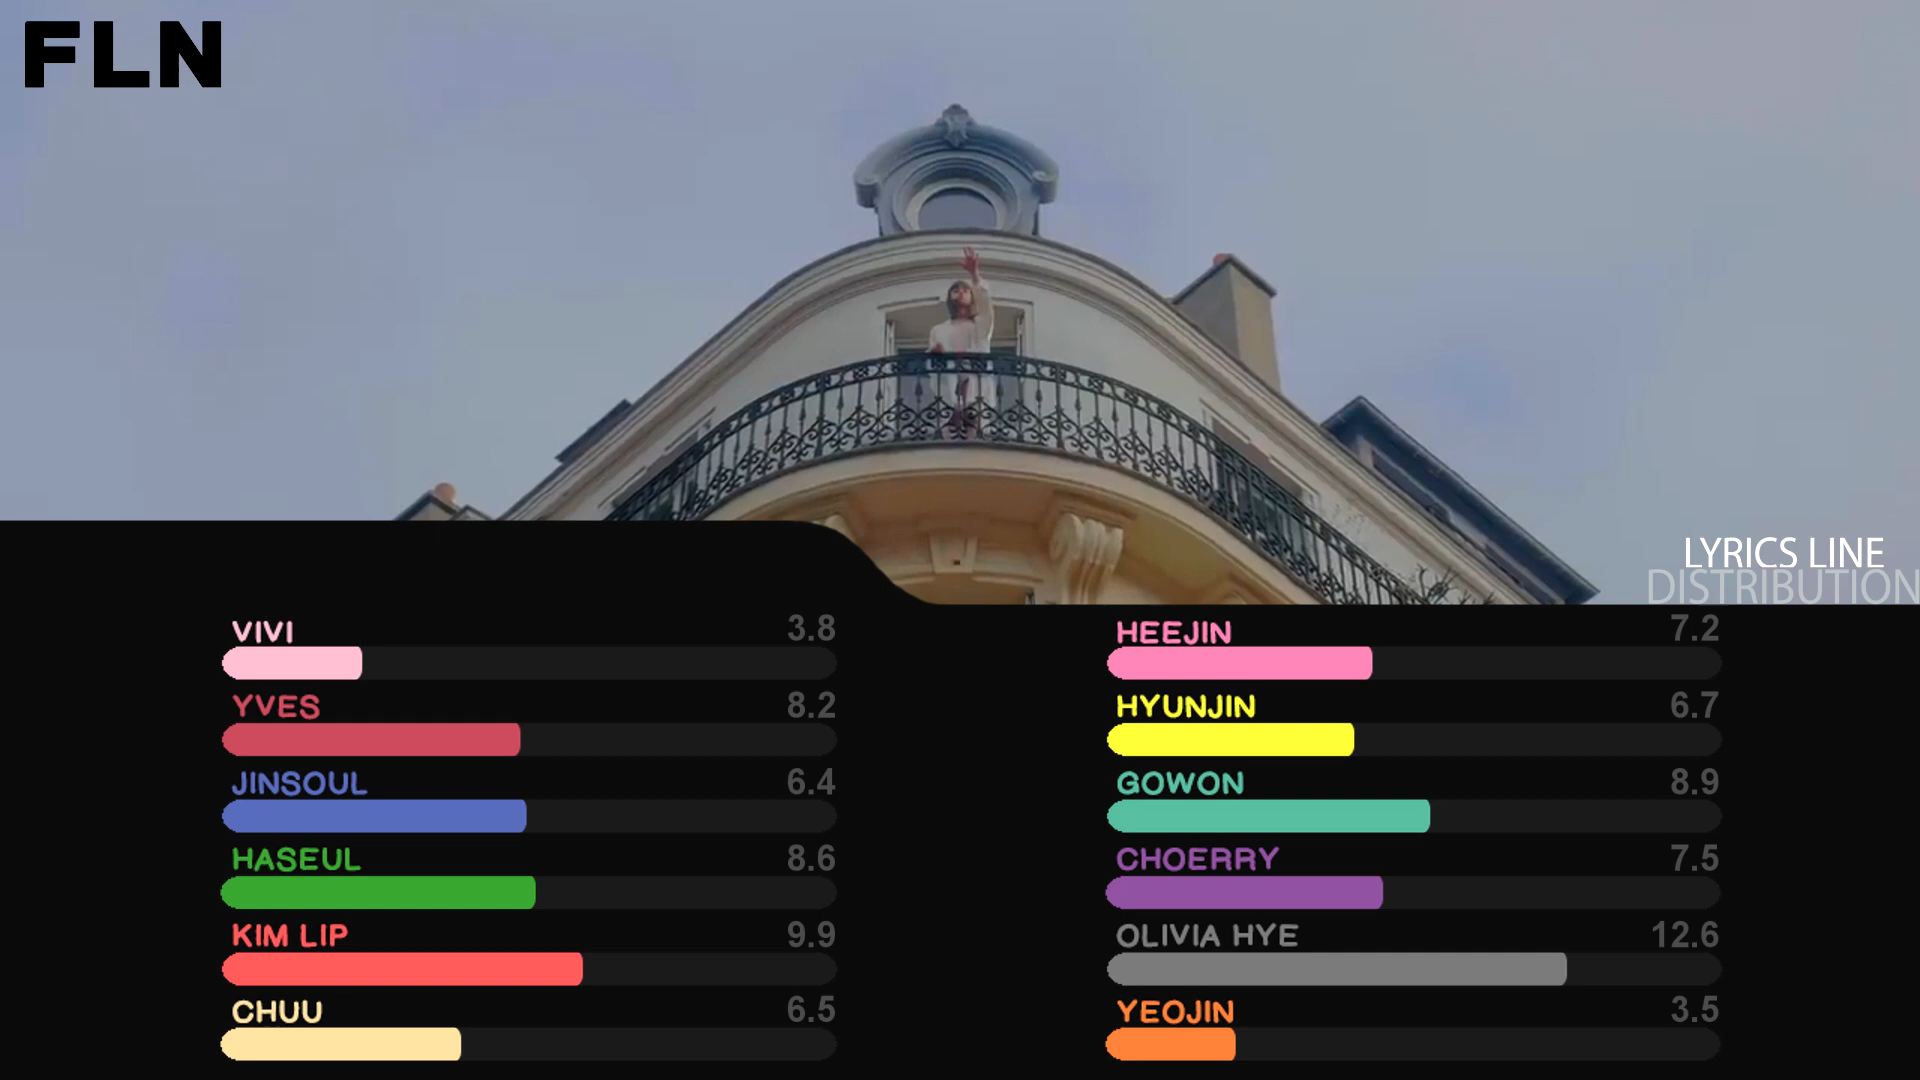 FLN
LYRICS LINE
DISTRIBUTION
VIVI 3.8
YVES 8.2
JINSOUL 6.4
HASEUL 8.6
KIM LIP 9.9
CHUU 6.5
HEEJIN 7.2
HYUNJIN 6.7
GOWON 8.9
CHOERRY 7.5
OLIVIA HYE 12.6
YEOJIN 3.5